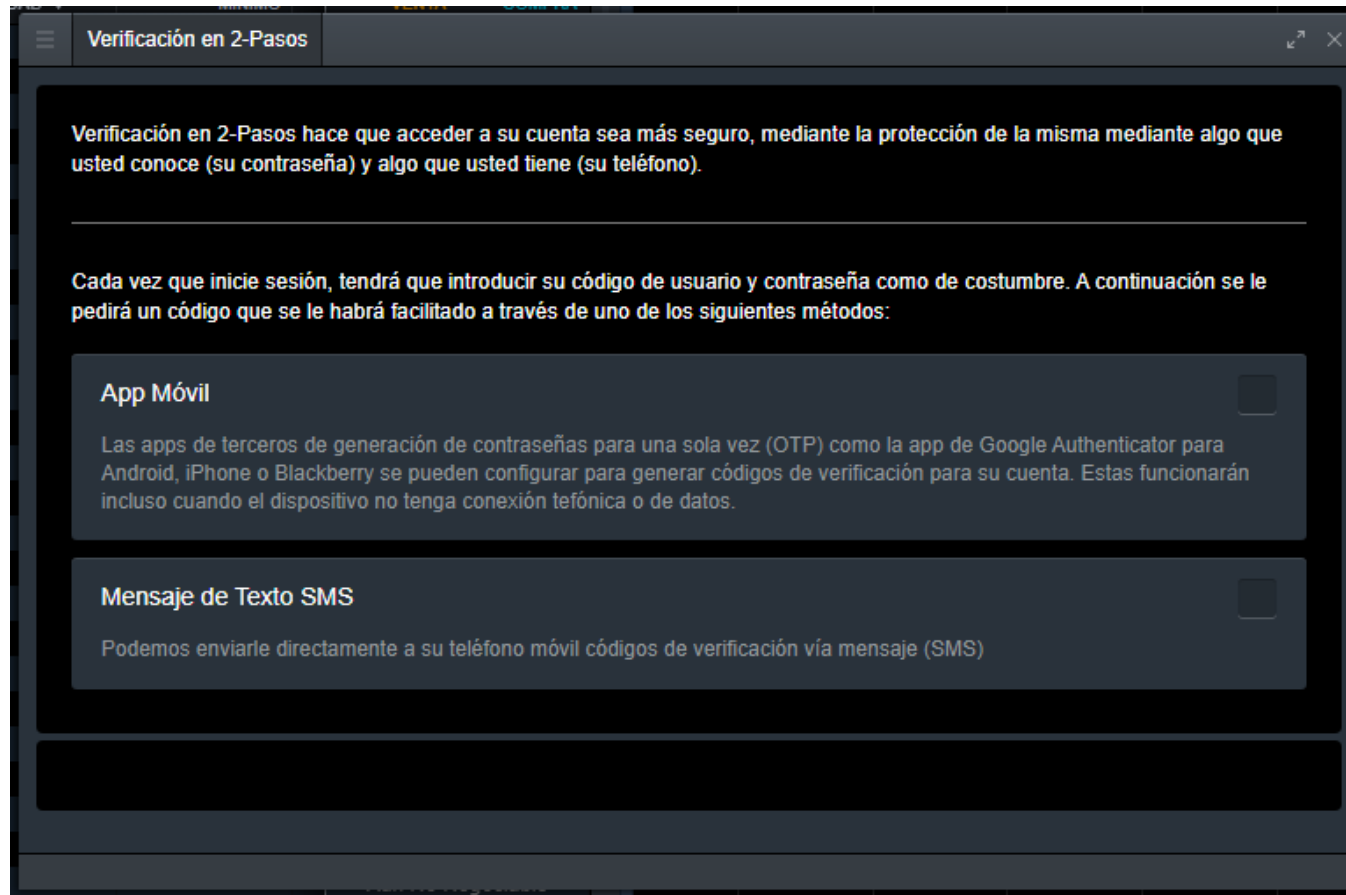 MÍNIMO VENTA COMPRA
Verificación en 2-Pasos
Verificación en 2-Pasos hace que acceder a su cuenta sea más seguro, mediante la protección de la misma mediante algo que
usted conoce (su contraseña) y algo que usted tiene (su teléfono).
Cada vez que inicie sesión, tendrá que introducir su código de usuario y contraseña como de costumbre. A continuación se le
pedirá un código que se le habrá facilitado a través de uno de los siguientes métodos:
App Móvil
Las apps de terceros de generación de contraseñas para una sola vez (OTP) como la app de Google Authenticator para
Android, iPhone o Blackberry se pueden configurar para generar códigos de verificación para su cuenta. Estas funcionarán
incluso cuando el dispositivo no tenga conexión tefónica o de datos.
Mensaje de Texto SMS
Podemos enviarle directamente a su teléfono móvil códigos de verificación vía mensaje (SMS)